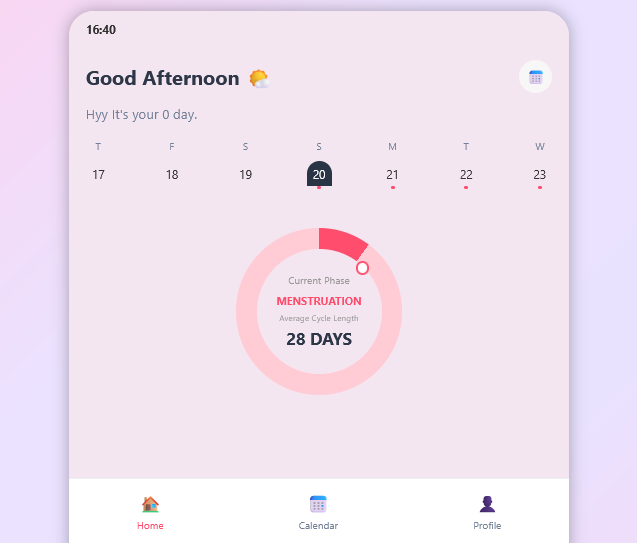 16:40
Good Afternoon
Hyy It's your 0 day.
T F S S M T W
17 18 19 20 21 22 23
Current Phase
MENSTRUATION
Average Cycle Length
28 DAYS
Home Calendar Profile